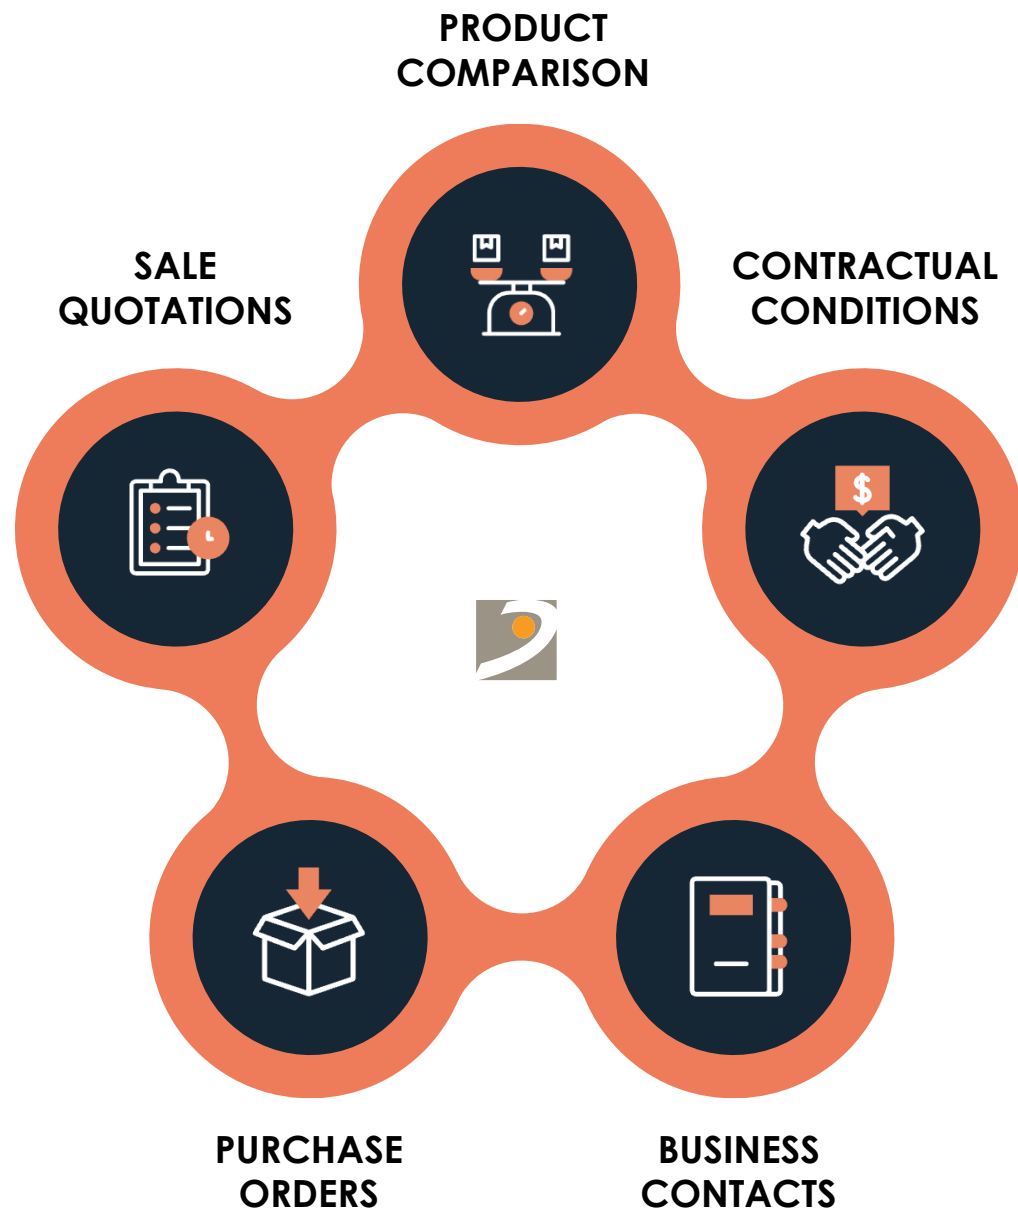 PRODUCT
COMPARISON
SALE
QUOTATIONS
CONTRACTUAL
CONDITIONS
$
PURCHASE
ORDERS
BUSINESS
CONTACTS